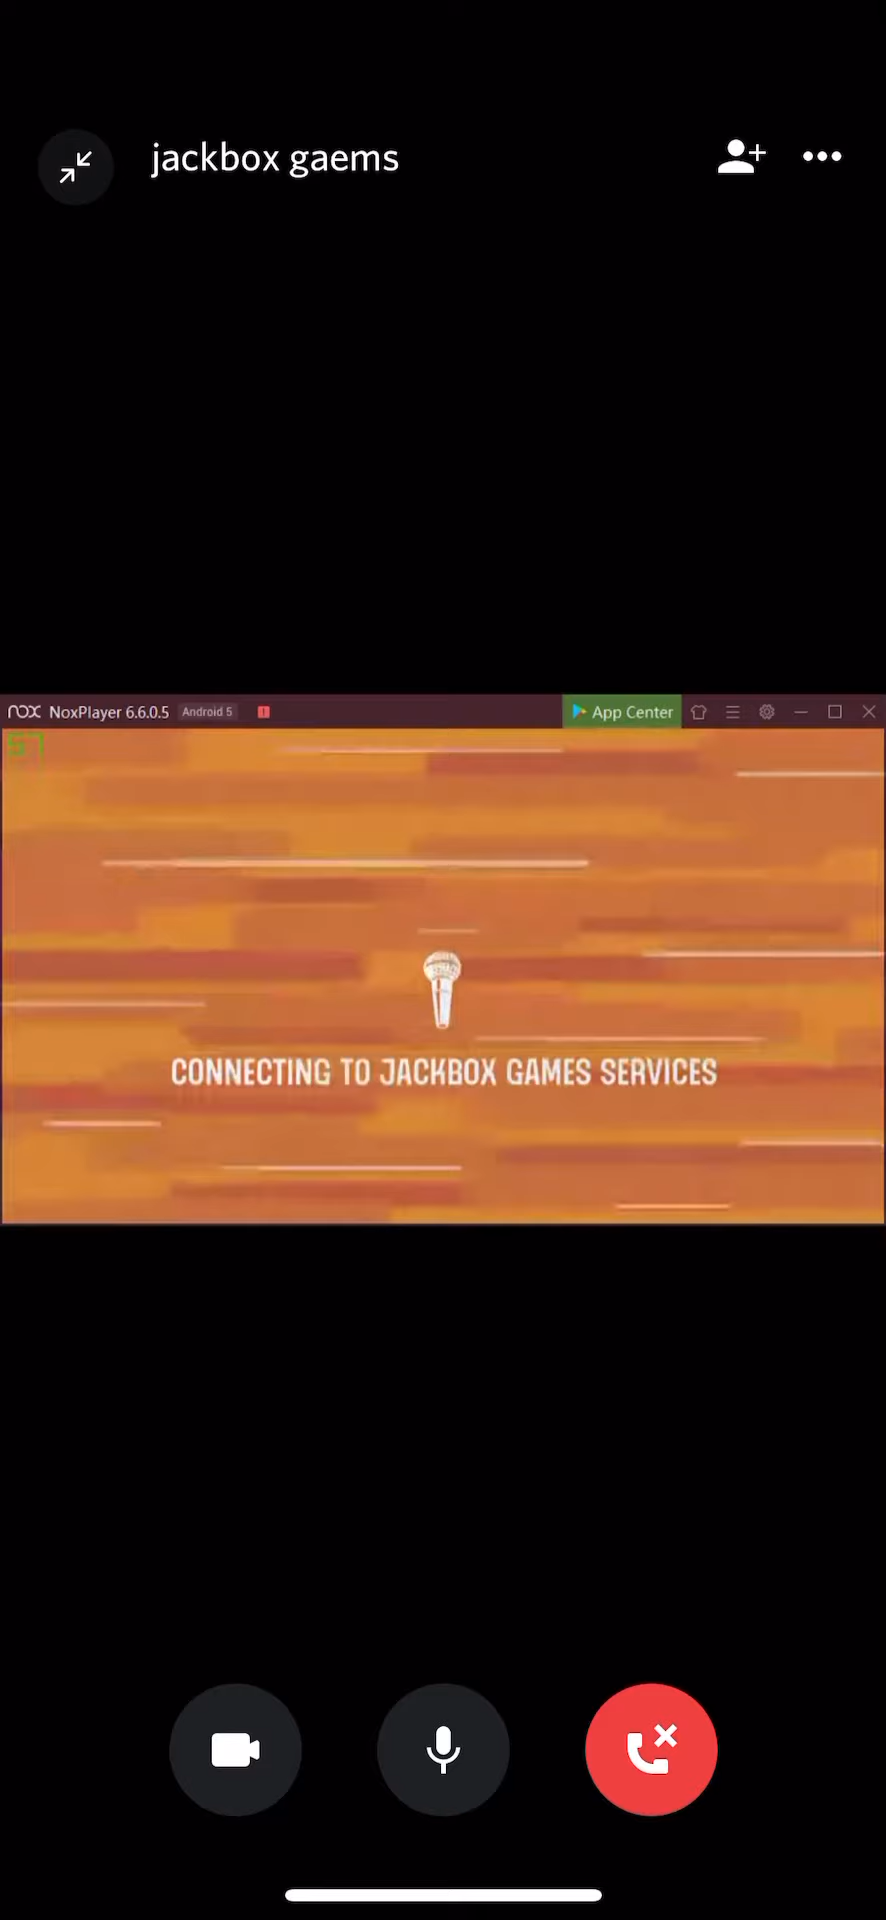 jackbox gaems
nox NoxPlayer 6.6.0.5 Android 5 App Center
CONNECTING TO JACKBOX GAMES SERVICES